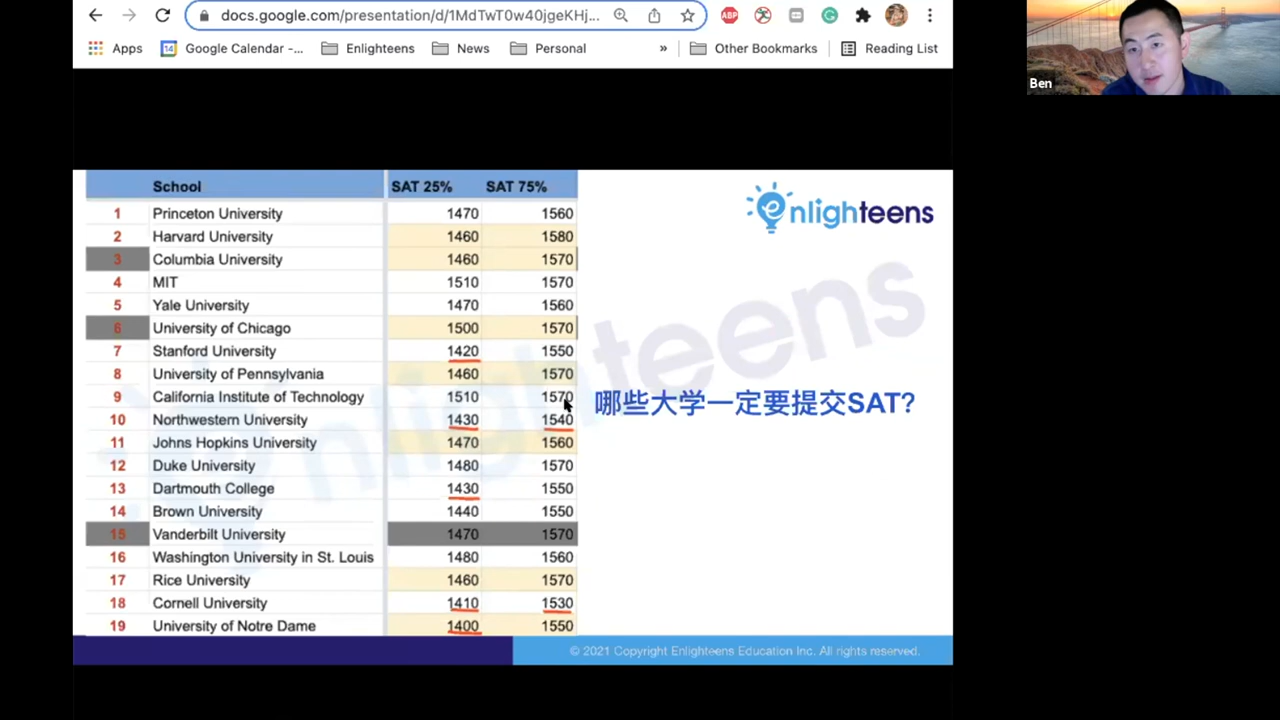 docs.google.com/presentation/d/1MdTwT0w40jgeKHj...
ABP
Apps 14 Google Calendar -... Enlighteens News Personal » Other Bookmarks Reading List
Ben
School SAT 25% SAT 75%
1 Princeton University 1470 1560
2 Harvard University 1460 1580
3 Columbia University 1460 1570
4 MIT 1510 1570
5 Yale University 1470 1560
6 University of Chicago 1500 1570
7 Stanford University 1420 1550
8 University of Pennsylvania 1460 1570
9 California Institute of Technology 1510 1570
10 Northwestern University 1430 1540
11 Johns Hopkins University 1470 1560
12 Duke University 1480 1570
13 Dartmouth College 1430 1550
14 Brown University 1440 1550
15 Vanderbilt University 1470 1570
16 Washington University in St. Louis 1480 1560
17 Rice University 1460 1570
18 Cornell University 1410 1530
19 University of Notre Dame 1400 1550
enlighteens
enlighteens
哪些大学一定要提交SAT?
© 2021 Copyright Enlighteens Education Inc. All rights reserved.